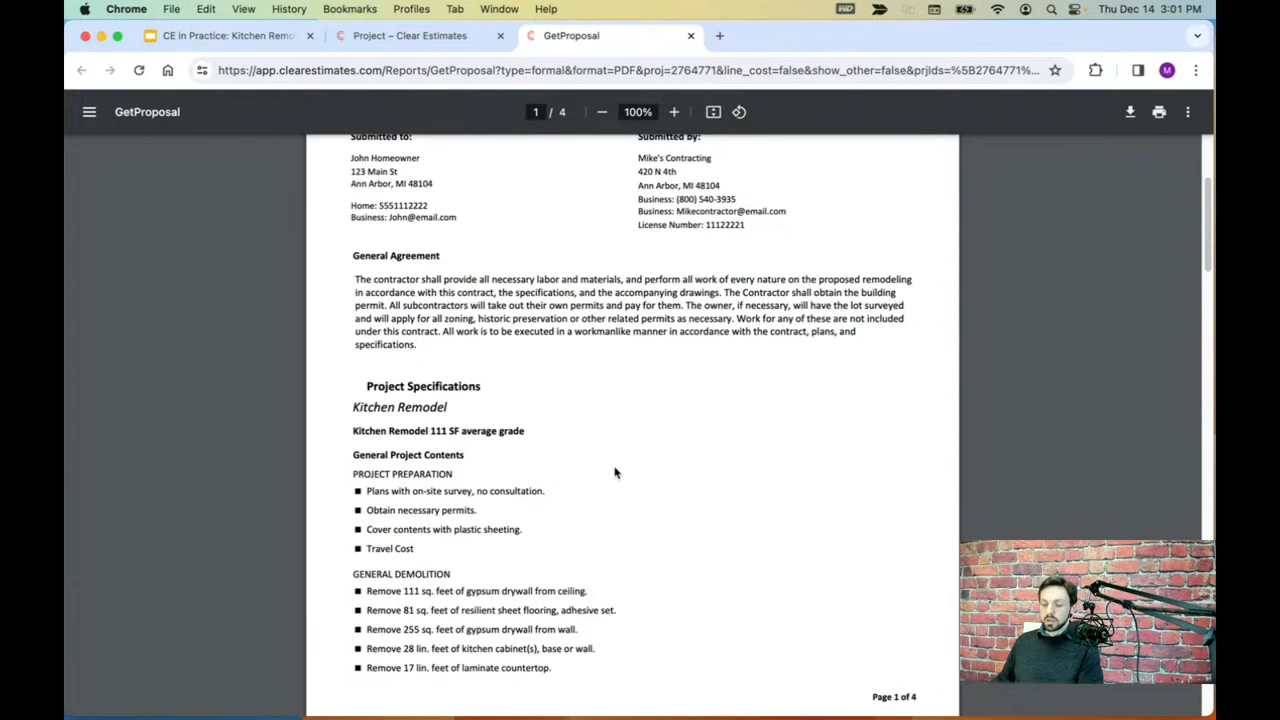 Chrome File Edit View History Bookmarks Profiles Tab Window Help WD Thu Dec 14 3:01 PM
CE in Practice: Kitchen Remo Project – Clear Estimates GetProposal
https://app.clearestimates.com/Reports/GetProposal?type=formal&format=PDF&proj=2764771&line_cost=false&show_other=false&prjIds=%5B2764771%... M
GetProposal 1 / 4 100%
Submitted to: Submitted by:
John Homeowner Mike's Contracting
123 Main St 420 N 4th
Ann Arbor, MI 48104 Ann Arbor, MI 48104
Business: (800) 540-3935
Home: 5551112222 Business: Mikecontractor@email.com
Business: John@email.com License Number: 11122221
General Agreement
The contractor shall provide all necessary labor and materials, and perform all work of every nature on the proposed remodeling
in accordance with this contract, the specifications, and the accompanying drawings. The Contractor shall obtain the building
permit. All subcontractors will take out their own permits and pay for them. The owner, if necessary, will have the lot surveyed
and will apply for all zoning, historic preservation or other related permits as necessary. Work for any of these are not included
under this contract. All work is to be executed in a workmanlike manner in accordance with the contract, plans, and
specifications.
Project Specifications
Kitchen Remodel
Kitchen Remodel 111 SF average grade
General Project Contents
PROJECT PREPARATION
■ Plans with on-site survey, no consultation.
■ Obtain necessary permits.
■ Cover contents with plastic sheeting.
■ Travel Cost
GENERAL DEMOLITION
■ Remove 111 sq. feet of gypsum drywall from ceiling.
■ Remove 81 sq. feet of resilient sheet flooring, adhesive set.
■ Remove 255 sq. feet of gypsum drywall from wall.
■ Remove 28 lin. feet of kitchen cabinet(s), base or wall.
■ Remove 17 lin. feet of laminate countertop.
Page 1 of 4